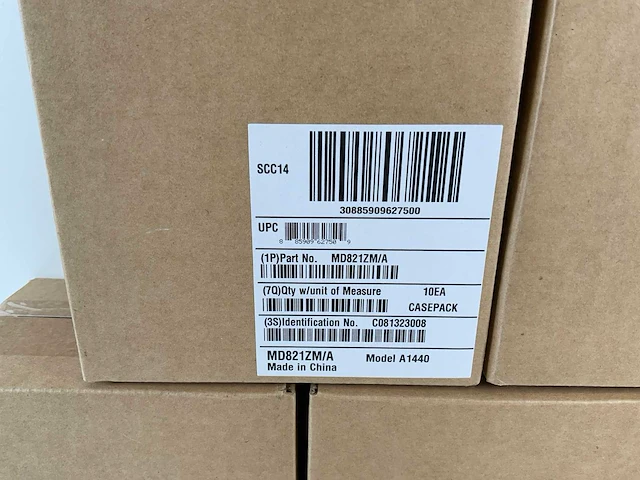 SCC14
30885909627500
UPC
8 85909 62750 9
(1P)Part No. MD821ZM/A
(7Q)Qty w/unit of Measure 10EA
CASEPACK
(3S)Identification No. C081323008
MD821ZM/A Model A1440
Made in China